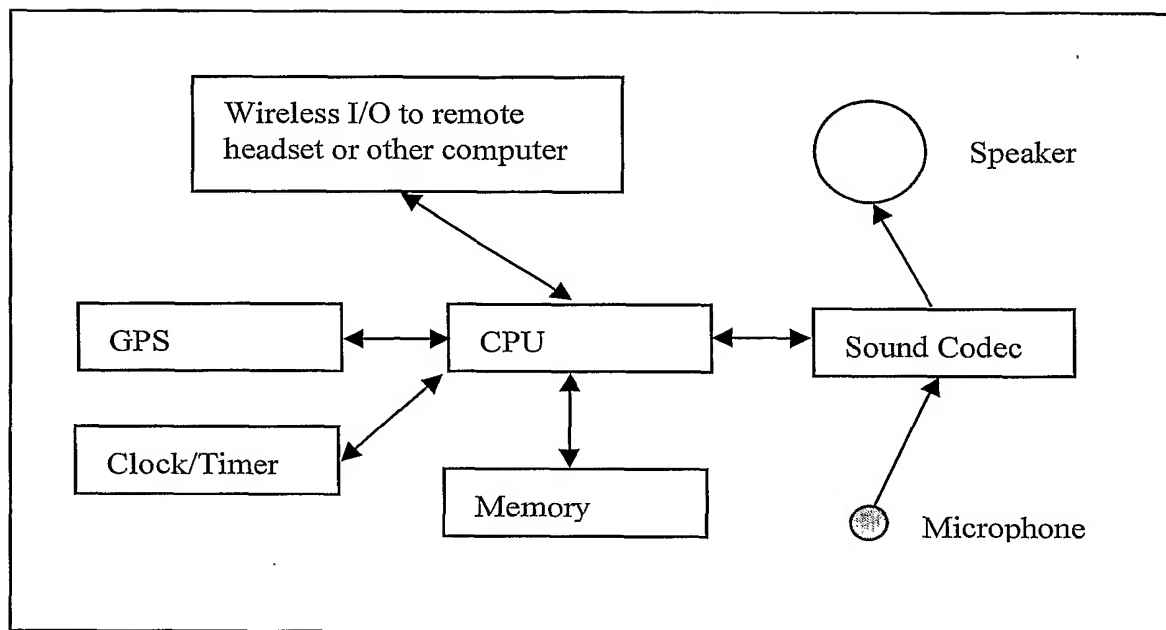 Wireless I/O to remote
headset or other computer
Speaker
GPS
CPU
Sound Codec
Clock/Timer
Memory
Microphone